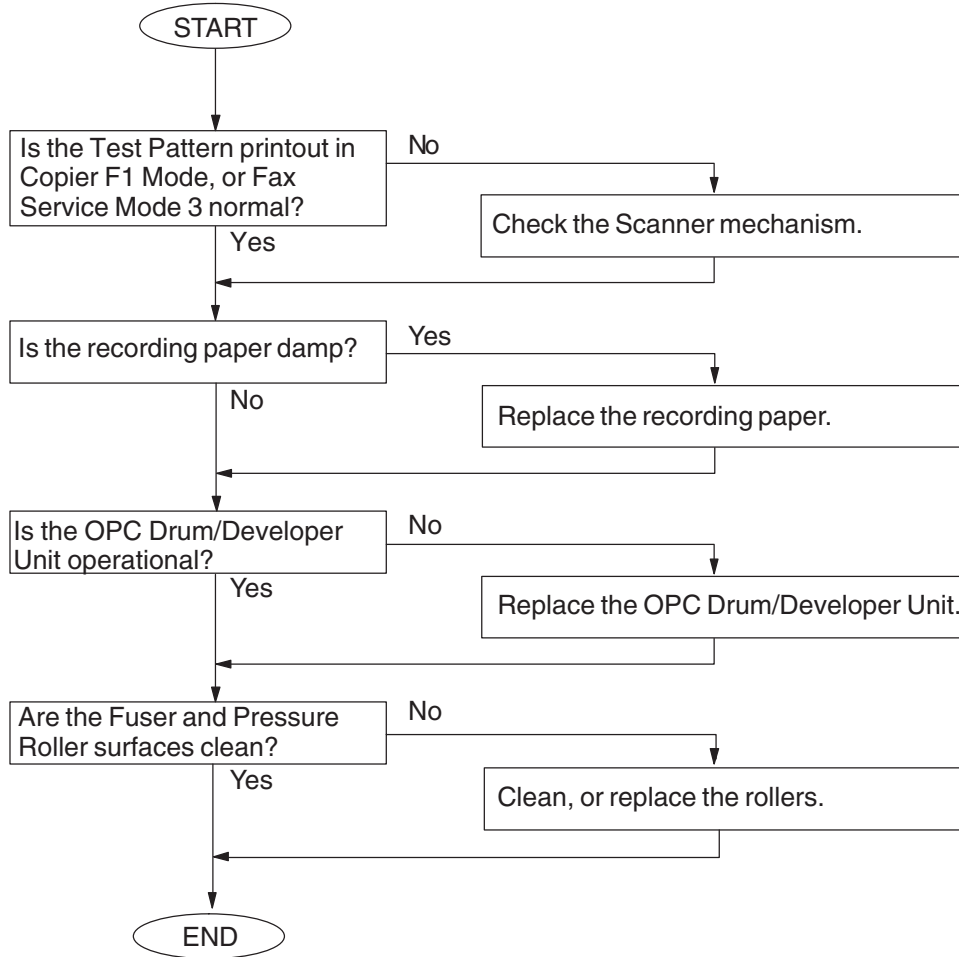 START
Is the Test Pattern printout in
Copier F1 Mode, or Fax
Service Mode 3 normal?
No
Check the Scanner mechanism.
Yes
Is the recording paper damp?
Yes
Replace the recording paper.
No
Is the OPC Drum/Developer
Unit operational?
No
Replace the OPC Drum/Developer Unit.
Yes
Are the Fuser and Pressure
Roller surfaces clean?
No
Clean, or replace the rollers.
Yes
END